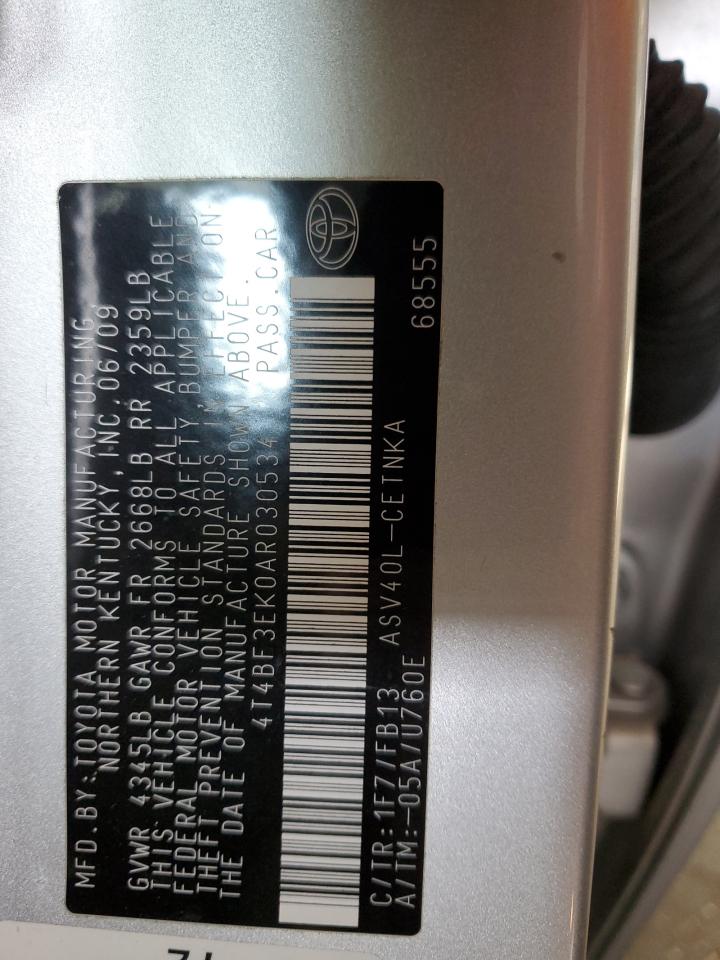 MFD. BY: TOYOTA MOTOR MANUFACTURING,
NORTHERN KENTUCKY, INC. 06/09
GVWR 4345LB GAWR FR 2668LB RR 2359LB
THIS VEHICLE CONFORMS TO ALL APPLICABLE
FEDERAL MOTOR VEHICLE SAFETY, BUMPER AND
THEFT PREVENTION STANDARDS IN EFFECT ON
THE DATE OF MANUFACTURE SHOWN ABOVE.
4T4BF3EK0AR030534 PASS.CAR
C/TR:1F7/FB13 ASV40L-CETNKA
A/TM:-05A/U760E 68555